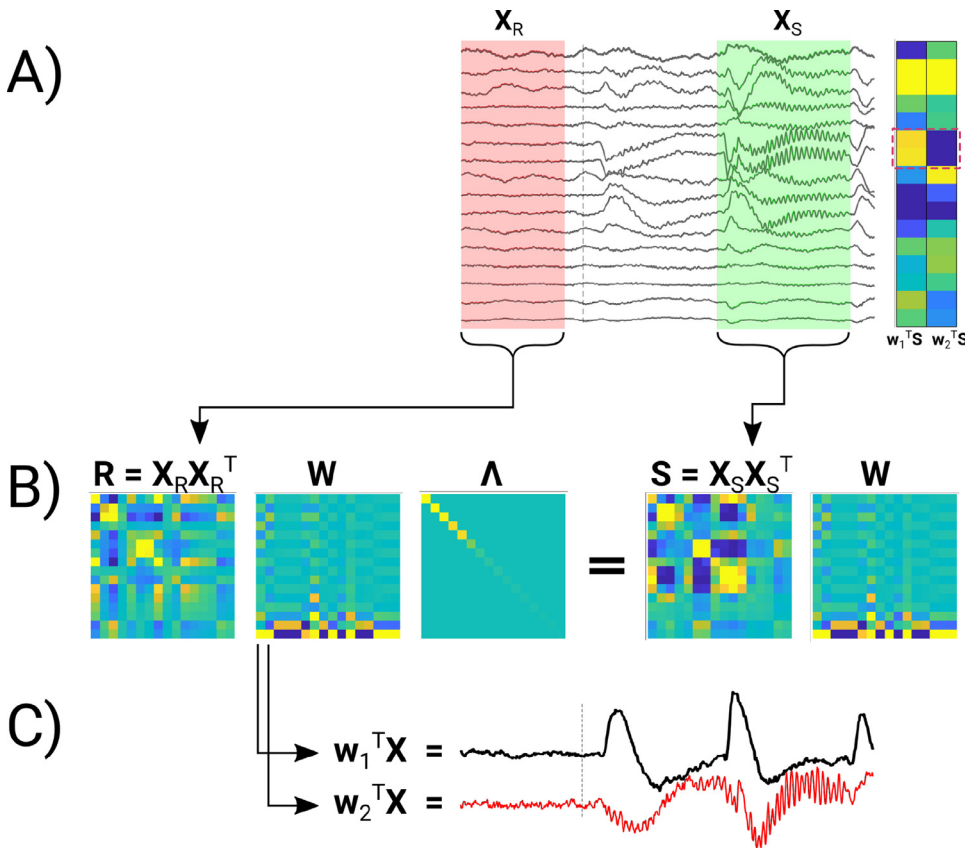 X_R X_S
A)
w₁ᵀS w₂ᵀS
B) R = X_R X_Rᵀ W Λ S = X_S X_Sᵀ W
=
C)
w₁ᵀX =
w₂ᵀX =